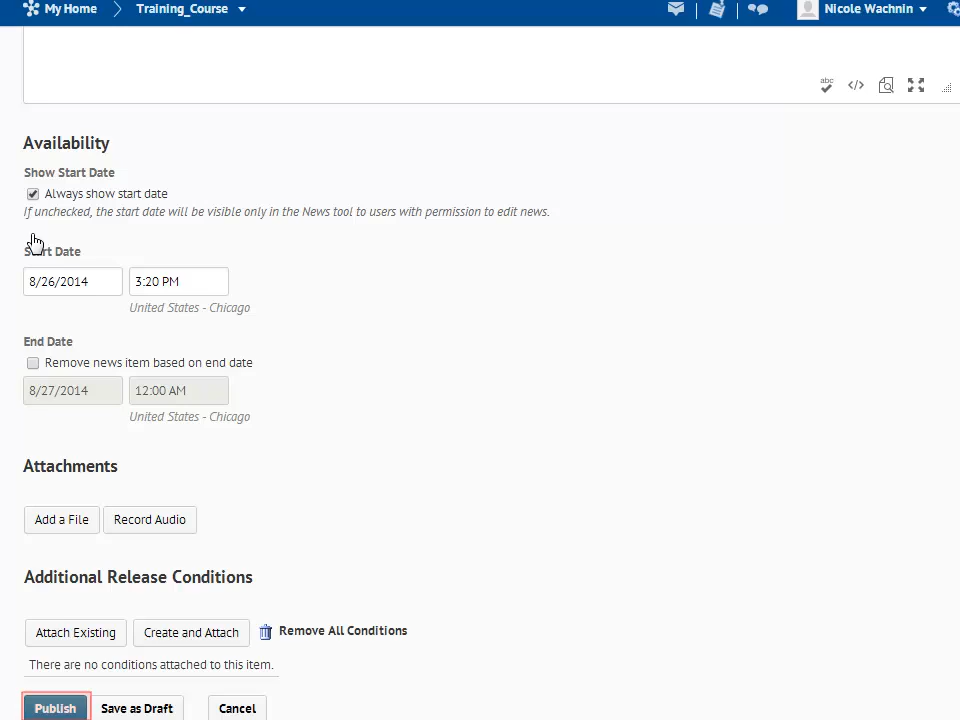 My Home
Training_Course
Nicole Wachnin
abc
Availability
Show Start Date
Always show start date
If unchecked, the start date will be visible only in the News tool to users with permission to edit news.
Start Date
8/26/2014 3:20 PM
United States - Chicago
End Date
Remove news item based on end date
8/27/2014 12:00 AM
United States - Chicago
Attachments
Add a File Record Audio
Additional Release Conditions
Attach Existing Create and Attach Remove All Conditions
There are no conditions attached to this item.
Publish Save as Draft Cancel